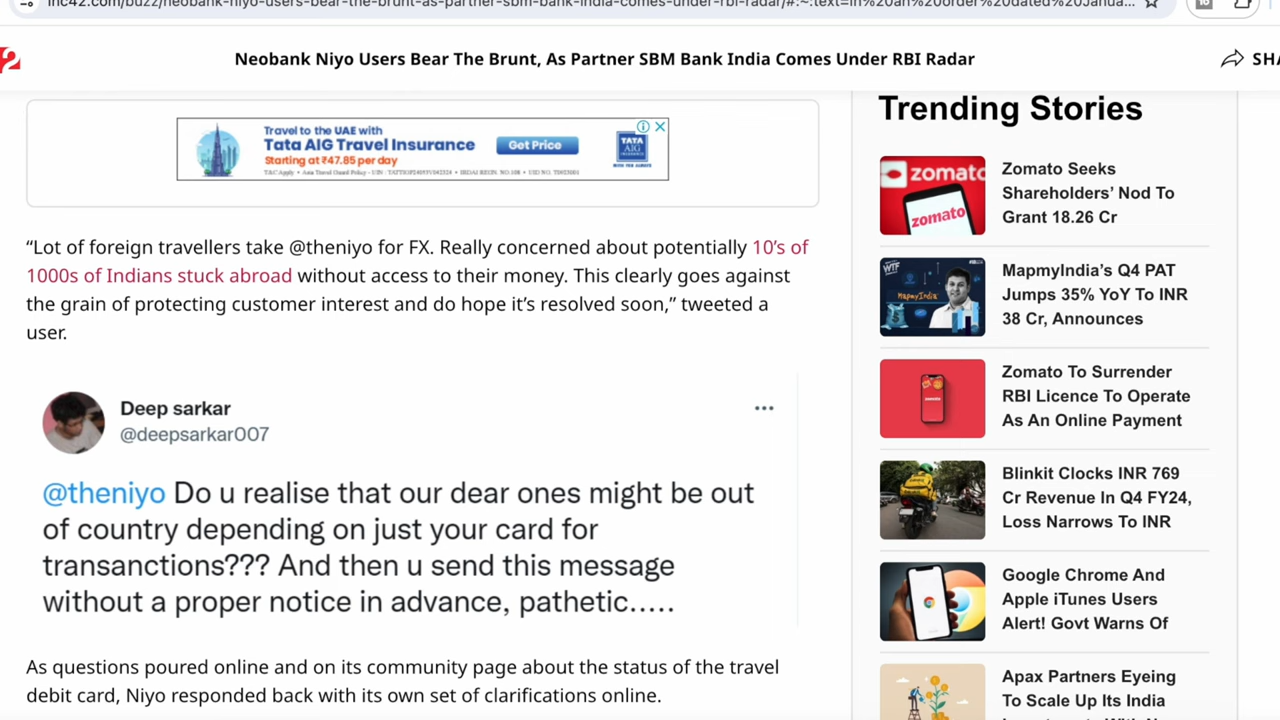 Neobank Niyo Users Bear The Brunt, As Partner SBM Bank India Comes Under RBI Radar
Travel to the UAE with
Tata AIG Travel Insurance
Starting at ₹47.85 per day
Get Price
TATA
AIG
“Lot of foreign travellers take @theniyo for FX. Really concerned about potentially 10’s of
1000s of Indians stuck abroad without access to their money. This clearly goes against
the grain of protecting customer interest and do hope it’s resolved soon,” tweeted a
user.
Deep sarkar
@deepsarkar007
@theniyo Do u realise that our dear ones might be out
of country depending on just your card for
transanctions??? And then u send this message
without a proper notice in advance, pathetic.....
As questions poured online and on its community page about the status of the travel
debit card, Niyo responded back with its own set of clarifications online.
Trending Stories
zomato
zomato
Zomato Seeks
Shareholders’ Nod To
Grant 18.26 Cr
WTF
MapmyIndia
MapmyIndia’s Q4 PAT
Jumps 35% YoY To INR
38 Cr, Announces
Zomato To Surrender
RBI Licence To Operate
As An Online Payment
Blinkit Clocks INR 769
Cr Revenue In Q4 FY24,
Loss Narrows To INR
Google Chrome And
Apple iTunes Users
Alert! Govt Warns Of
Apax Partners Eyeing
To Scale Up Its India